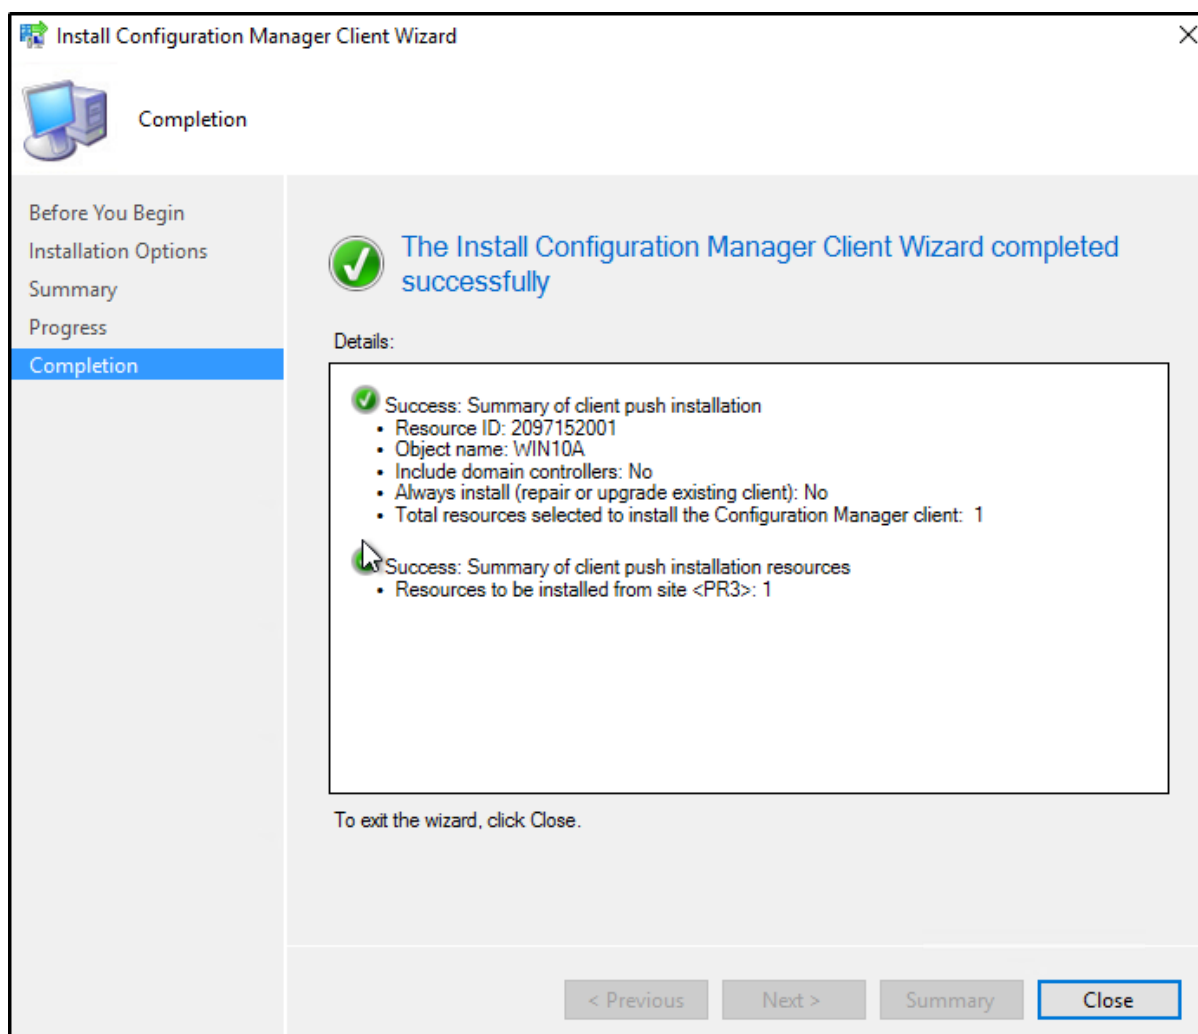 Install Configuration Manager Client Wizard
Completion
Before You Begin
Installation Options
Summary
Progress
Completion
The Install Configuration Manager Client Wizard completed
successfully
Details:
Success: Summary of client push installation
• Resource ID: 2097152001
• Object name: WIN10A
• Include domain controllers: No
• Always install (repair or upgrade existing client): No
• Total resources selected to install the Configuration Manager client: 1
Success: Summary of client push installation resources
• Resources to be installed from site <PR3>: 1
To exit the wizard, click Close.
< Previous
Next >
Summary
Close